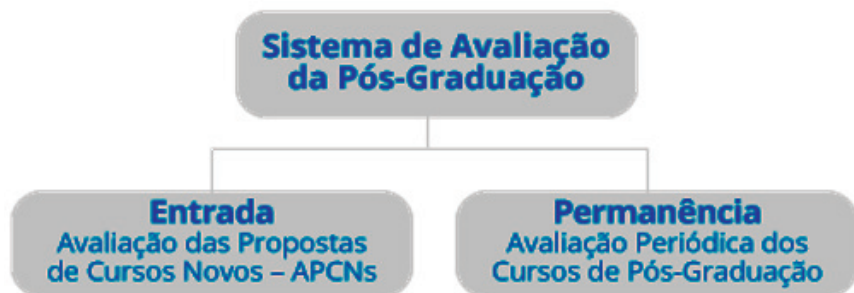 Sistema de Avaliação
da Pós-Graduação
Entrada
Avaliação das Propostas
de Cursos Novos – APCNs
Permanência
Avaliação Periódica dos
Cursos de Pós-Graduação